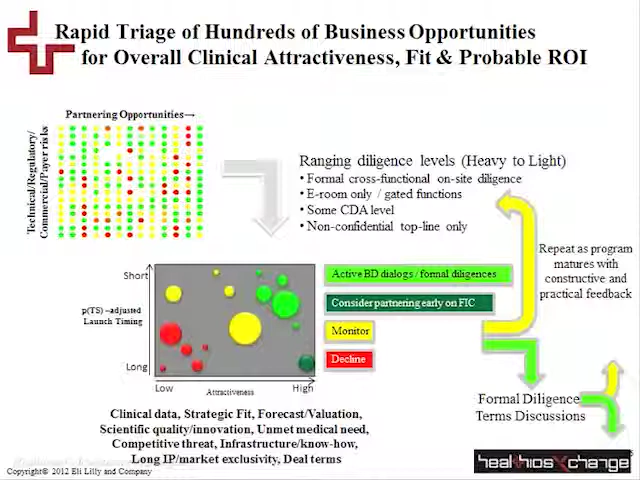 Rapid Triage of Hundreds of Business Opportunities
for Overall Clinical Attractiveness, Fit & Probable ROI
Partnering Opportunities→
Technical/Regulatory/
Commercial/Payer risks
Ranging diligence levels (Heavy to Light)
• Formal cross-functional on-site diligence
• E-room only / gated functions
• Some CDA level
• Non-confidential top-line only
Repeat as program
matures with
constructive and
practical feedback
Short
p(TS) –adjusted
Launch Timing
Long
Low
Attractiveness
High
Active BD dialogs / formal diligences
Consider partnering early on FIC
Monitor
Decline
Formal Diligence
Terms Discussions
Clinical data, Strategic Fit, Forecast/Valuation,
Scientific quality/innovation, Unmet medical need,
Competitive threat, Infrastructure/know-how,
Long IP/market exclusivity, Deal terms
Copyright© 2012 Eli Lilly and Company